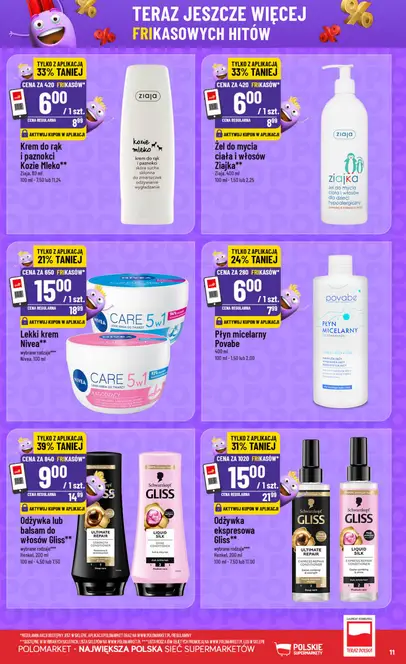 TERAZ JESZCZE WIĘCEJ
FRIKASOWYCH HITÓW
TYLKO Z APLIKACJĄ
33% TANIEJ
CENA ZA 420 FRIKASÓW*
6,00
/ 1 szt.
CENA REGULARNA
8,99
AKTYWUJ KUPON W APLIKACJI
Krem do rąk
i paznokci
Kozie Mleko**
Ziaja, 80 ml
100 ml - 7,50 lub 11,24
ziaja
kozie
mleko
krem do rąk
i paznokci
TYLKO Z APLIKACJĄ
33% TANIEJ
CENA ZA 420 FRIKASÓW*
6,00
/ 1 szt.
CENA REGULARNA
8,99
AKTYWUJ KUPON W APLIKACJI
Żel do mycia
ciała i włosów
Ziajka**
Ziaja, 400 ml
100 ml - 1,50 lub 2,25
ziaja
ziajka
żel do mycia
ciała i włosów
dla dzieci
hypoalergiczny
TYLKO Z APLIKACJĄ
21% TANIEJ
CENA ZA 650 FRIKASÓW*
15,00
/ 1 szt.
CENA REGULARNA
18,99
AKTYWUJ KUPON W APLIKACJI
Lekki krem
Nivea**
wybrane rodzaje***
Nivea, 100 ml
NIVEA
CARE 5w1
NIVEA
CARE 5w1
TYLKO Z APLIKACJĄ
24% TANIEJ
CENA ZA 280 FRIKASÓW*
6,00
/ 1 szt.
CENA REGULARNA
7,99
AKTYWUJ KUPON W APLIKACJI
Płyn micelarny
Povabe
400 ml
100 ml - 1,50 lub 2,00
povabe
PŁYN
MICELARNY
TYLKO Z APLIKACJĄ
39% TANIEJ
CENA ZA 840 FRIKASÓW*
9,00
/ 1 szt.
CENA REGULARNA
14,99
AKTYWUJ KUPON W APLIKACJI
Odżywka lub
balsam do
włosów Gliss**
wybrane rodzaje***
Henkel, 200 ml
100 ml - 4,50 lub 7,50
GLISS
ULTIMATE
REPAIR
Schwarzkopf
GLISS
LIQUID
SILK
TYLKO Z APLIKACJĄ
31% TANIEJ
CENA ZA 1020 FRIKASÓW*
15,00
/ 1 szt.
CENA REGULARNA
21,99
AKTYWUJ KUPON W APLIKACJI
Odżywka
ekspresowa
Gliss**
wybrane rodzaje***
Henkel, 200 ml
100 ml - 7,50 lub 11,00
Schwarzkopf
GLISS
ULTIMATE
REPAIR
Schwarzkopf
GLISS
LIQUID
SILK
POLOMARKET - NAJWIĘKSZA POLSKA SIEĆ SUPERMARKETÓW
POLSKIE
SUPERMARKETY
TERAZ POLSKA
11